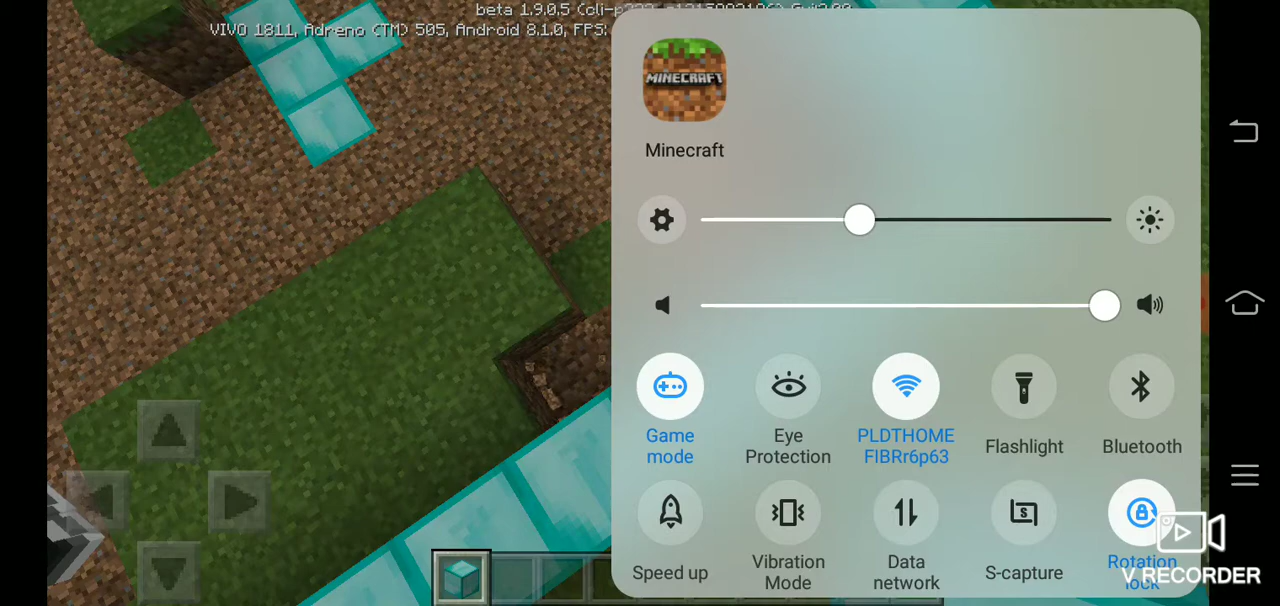 beta 1.9.0.5
VIVO 1811, Adreno (TM) 505, Android 8.1.0, FPS:
MINECRAFT
Minecraft
Game mode
Eye Protection
PLDTHOME FIBRr6p63
Flashlight
Bluetooth
Speed up
Vibration Mode
Data network
S-capture
Rotation lock
V RECORDER